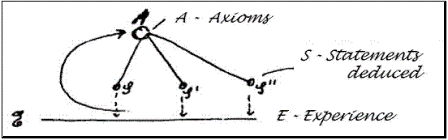 A
A - Axioms
S - Statements
deduced
S S' S"
E
E - Experience